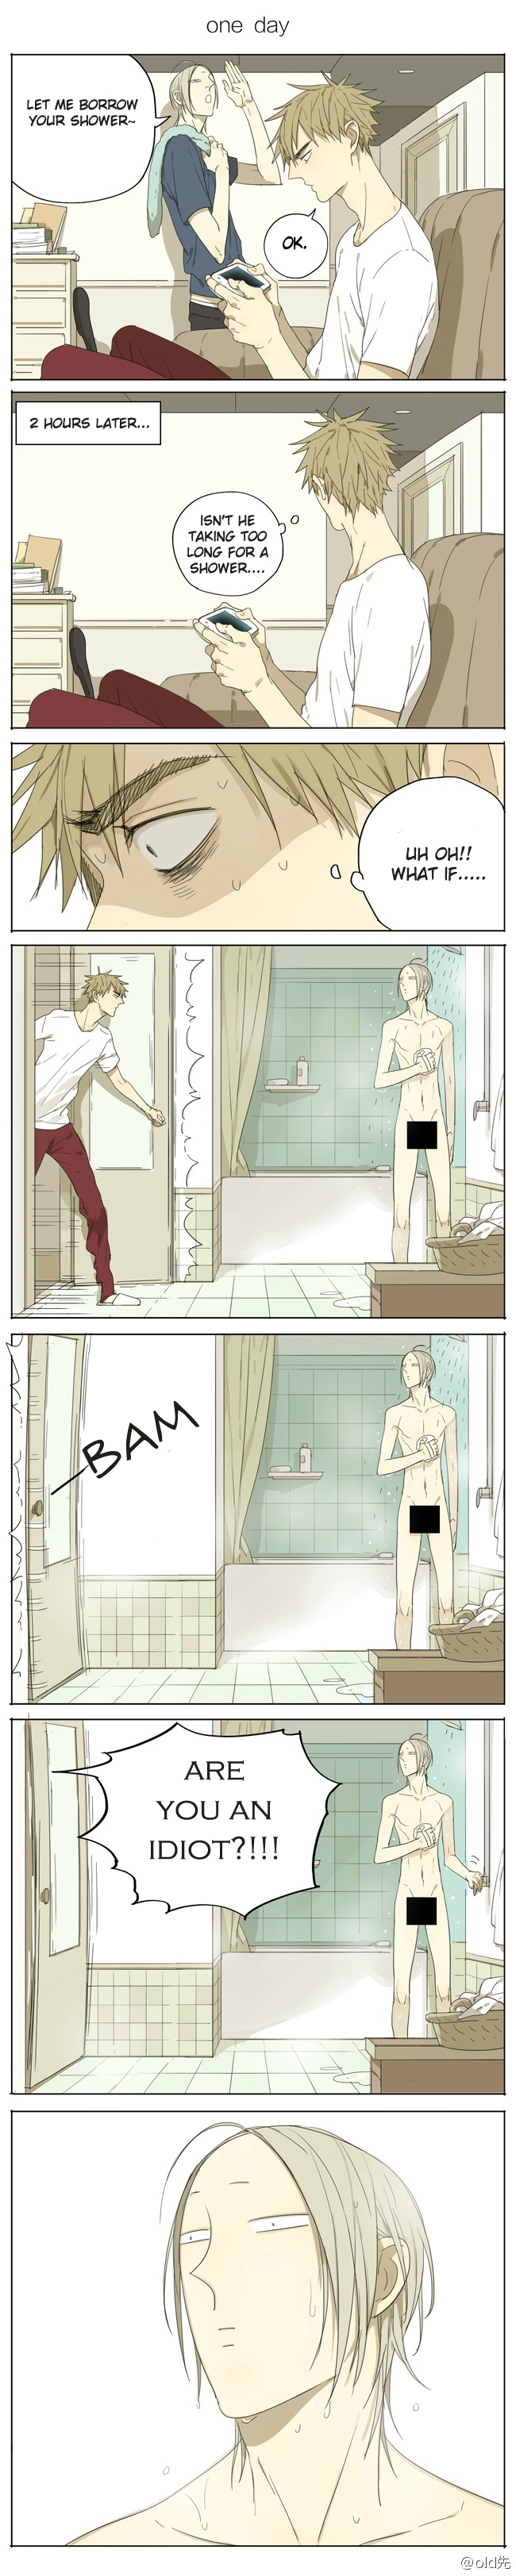 one day
LET ME BORROW
YOUR SHOWER~
OK.
2 HOURS LATER...
ISN'T HE
TAKING TOO
LONG FOR A
SHOWER....
UH OH!!
WHAT IF.....
BAM
ARE
YOU AN
IDIOT?!!!
@old先